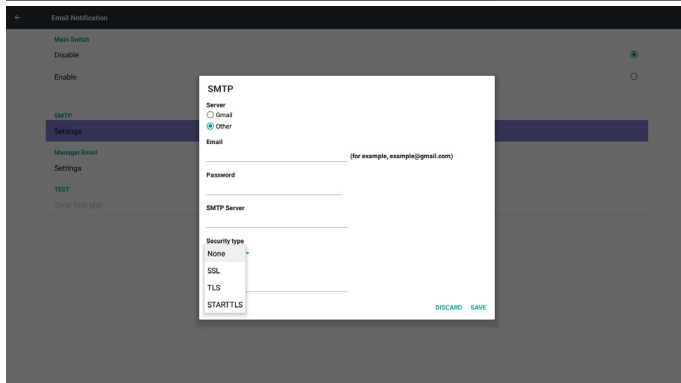 Email Notification
Main Switch
Disable
Enable
SMTP
Settings
Manager Email
Settings
TEST
Send Test Mail
SMTP
Server
Gmail
Other
Email
(for example, example@gmail.com)
Password
SMTP Server
Security type
None
SSL
TLS
STARTTLS
DISCARD SAVE